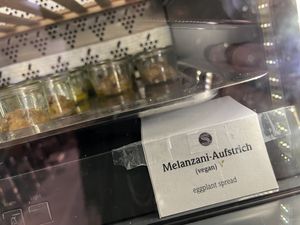 S
Melanzani-Aufstrich
(vegan)
eggplant spread